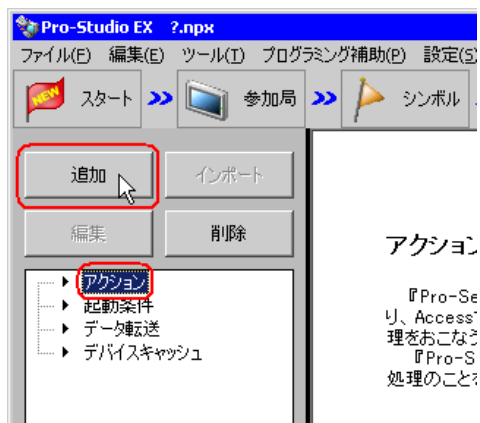 Pro-Studio EX ?.npx
ファイル(F) 編集(E) ツール(T) プログラミング補助(P) 設定(S)
NEW スタート >> 参加局 >> シンボル
追加 インポート
編集 削除
アクション
起動条件
データ転送
デバイスキャッシュ
アクション
『Pro-Se
り、Access
理をおこなう
『Pro-S
処理のこと